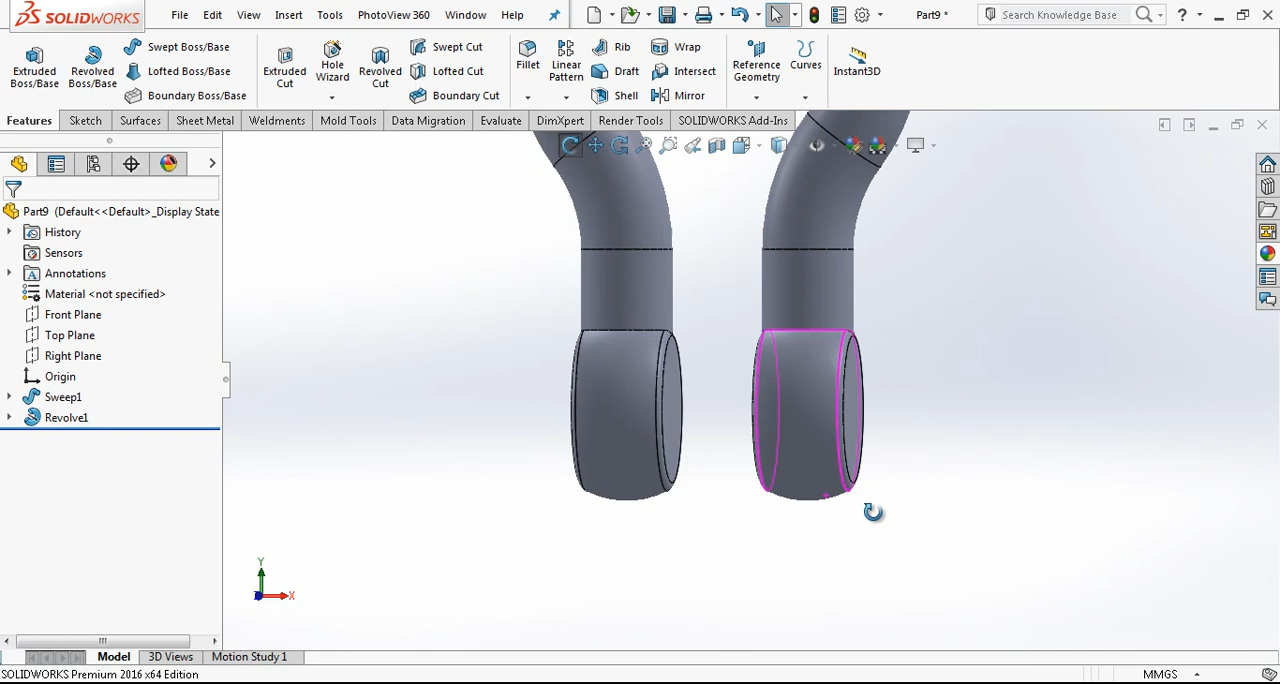 SOLIDWORKS File Edit View Insert Tools PhotoView 360 Window Help Part9 * Search Knowledge Base ?
Extruded Boss/Base
Revolved Boss/Base
Swept Boss/Base
Lofted Boss/Base
Boundary Boss/Base
Extruded Cut
Hole Wizard
Revolved Cut
Swept Cut
Lofted Cut
Boundary Cut
Fillet
Linear Pattern
Rib
Draft
Shell
Wrap
Intersect
Mirror
Reference Geometry
Curves
Instant3D
Features Sketch Surfaces Sheet Metal Weldments Mold Tools Data Migration Evaluate DimXpert Render Tools SOLIDWORKS Add-Ins
Part9 (Default<<Default>_Display State
History
Sensors
Annotations
Material <not specified>
Front Plane
Top Plane
Right Plane
Origin
Sweep1
Revolve1
Y
X
Model 3D Views Motion Study 1
SOLIDWORKS Premium 2016 x64 Edition MMGS